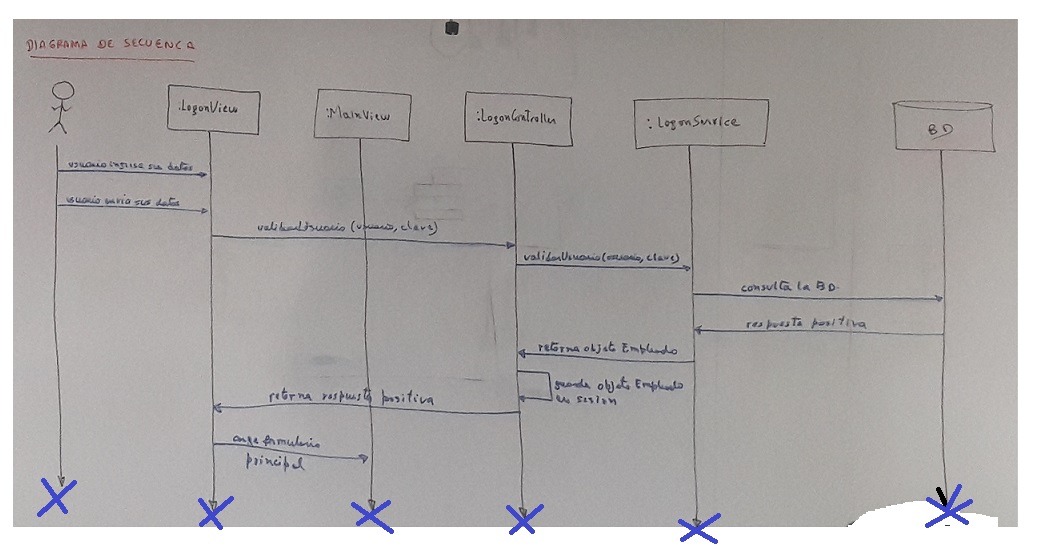 DIAGRAMA DE SECUENCA
:LogonView
:MainView
:LogonController
:LogonService
BD
usuario ingresa sus datos
usuario envia sus datos
validarUsuario (usuario, clave)
validarUsuario (usuario, clave)
consulta la BD.
respuesta positiva
retorna objeto Empleado
guarda objeto Empleado
en sesion
retorna respuesta positiva
carga formulario
principal